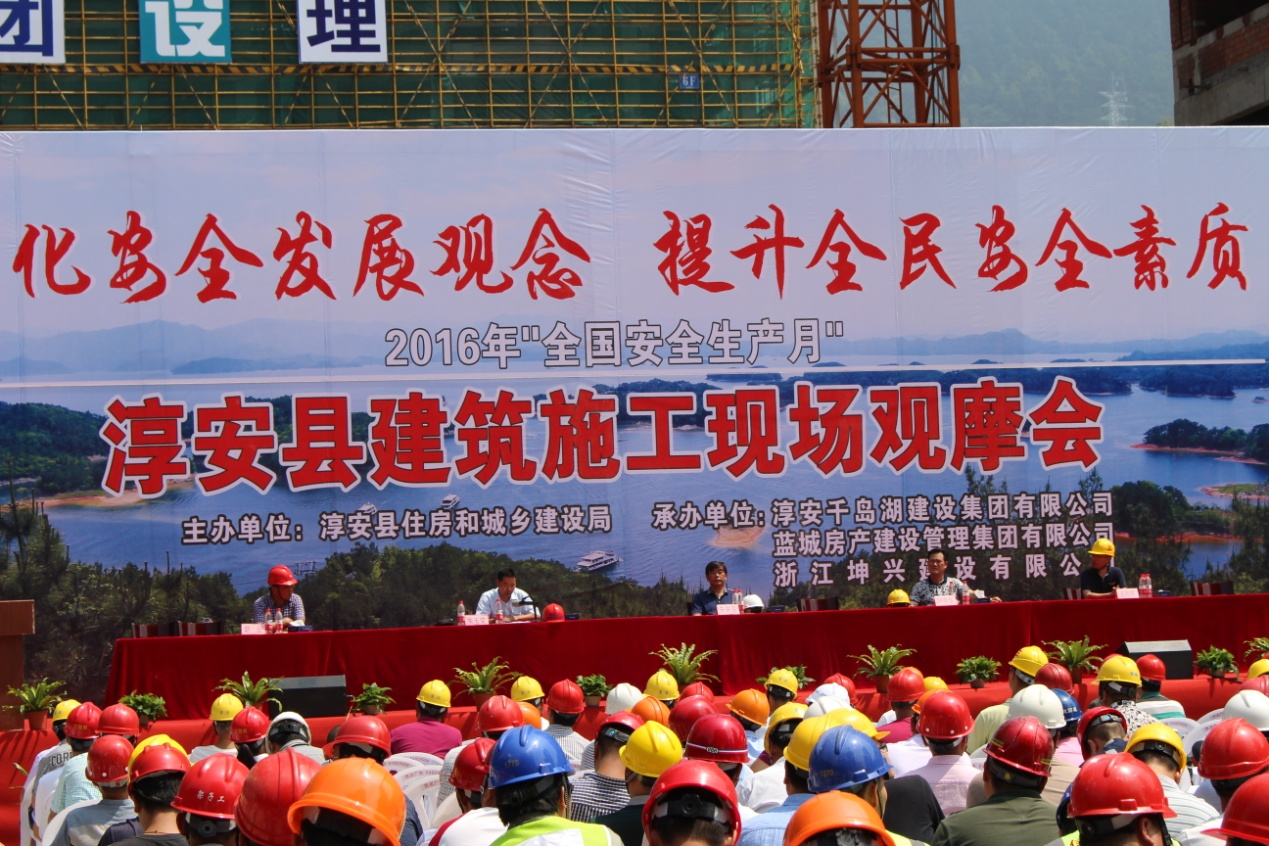 团 设 理
6F
化安全发展观念 提升全民安全素质
2016年"全国安全生产月"
淳安县建筑施工现场观摩会
主办单位：淳安县住房和城乡建设局 承办单位：淳安千岛湖建设集团有限公司
蓝城房产建设管理集团有限公司
浙江坤兴建设有限公
架子工